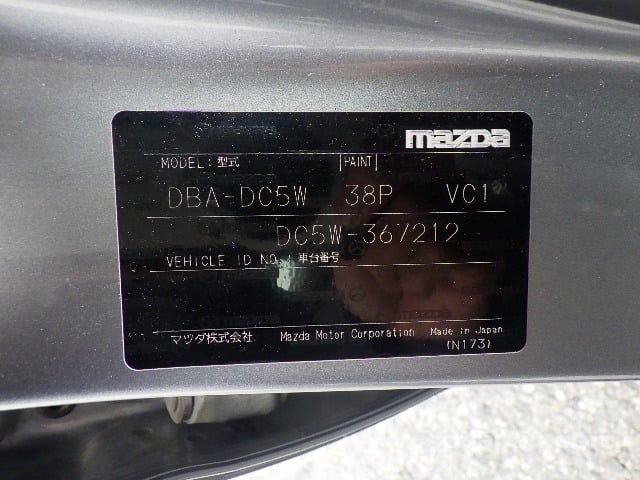 mazda
MODEL:型式 PAINT
DBA-DC5W 38P VC1
DC5W-367212
VEHICLE ID NO.:車台番号
マツダ株式会社 Mazda Motor Corporation Made in Japan
(N173)